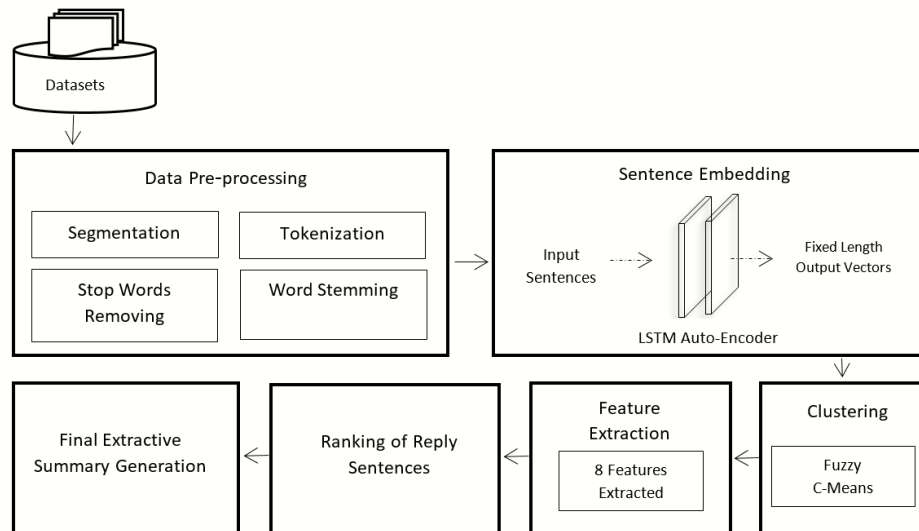 Datasets
Data Pre-processing
Segmentation
Tokenization
Stop Words
Removing
Word Stemming
Sentence Embedding
Input
Sentences
Fixed Length
Output Vectors
LSTM Auto-Encoder
Final Extractive
Summary Generation
Ranking of Reply
Sentences
Feature
Extraction
8 Features
Extracted
Clustering
Fuzzy
C-Means